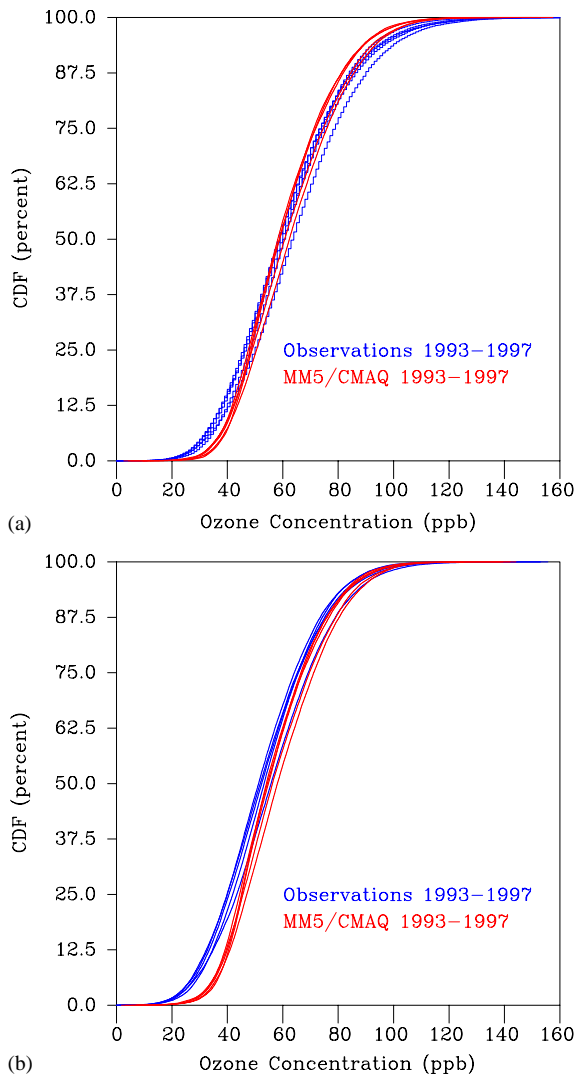 100.0
87.5
75.0
62.5
50.0
37.5
25.0
12.5
0.0
CDF (percent)
Observations 1993-1997
MM5/CMAQ 1993-1997
0 20 40 60 80 100 120 140 160
Ozone Concentration (ppb)
(a)
100.0
87.5
75.0
62.5
50.0
37.5
25.0
12.5
0.0
CDF (percent)
Observations 1993-1997
MM5/CMAQ 1993-1997
0 20 40 60 80 100 120 140 160
Ozone Concentration (ppb)
(b)